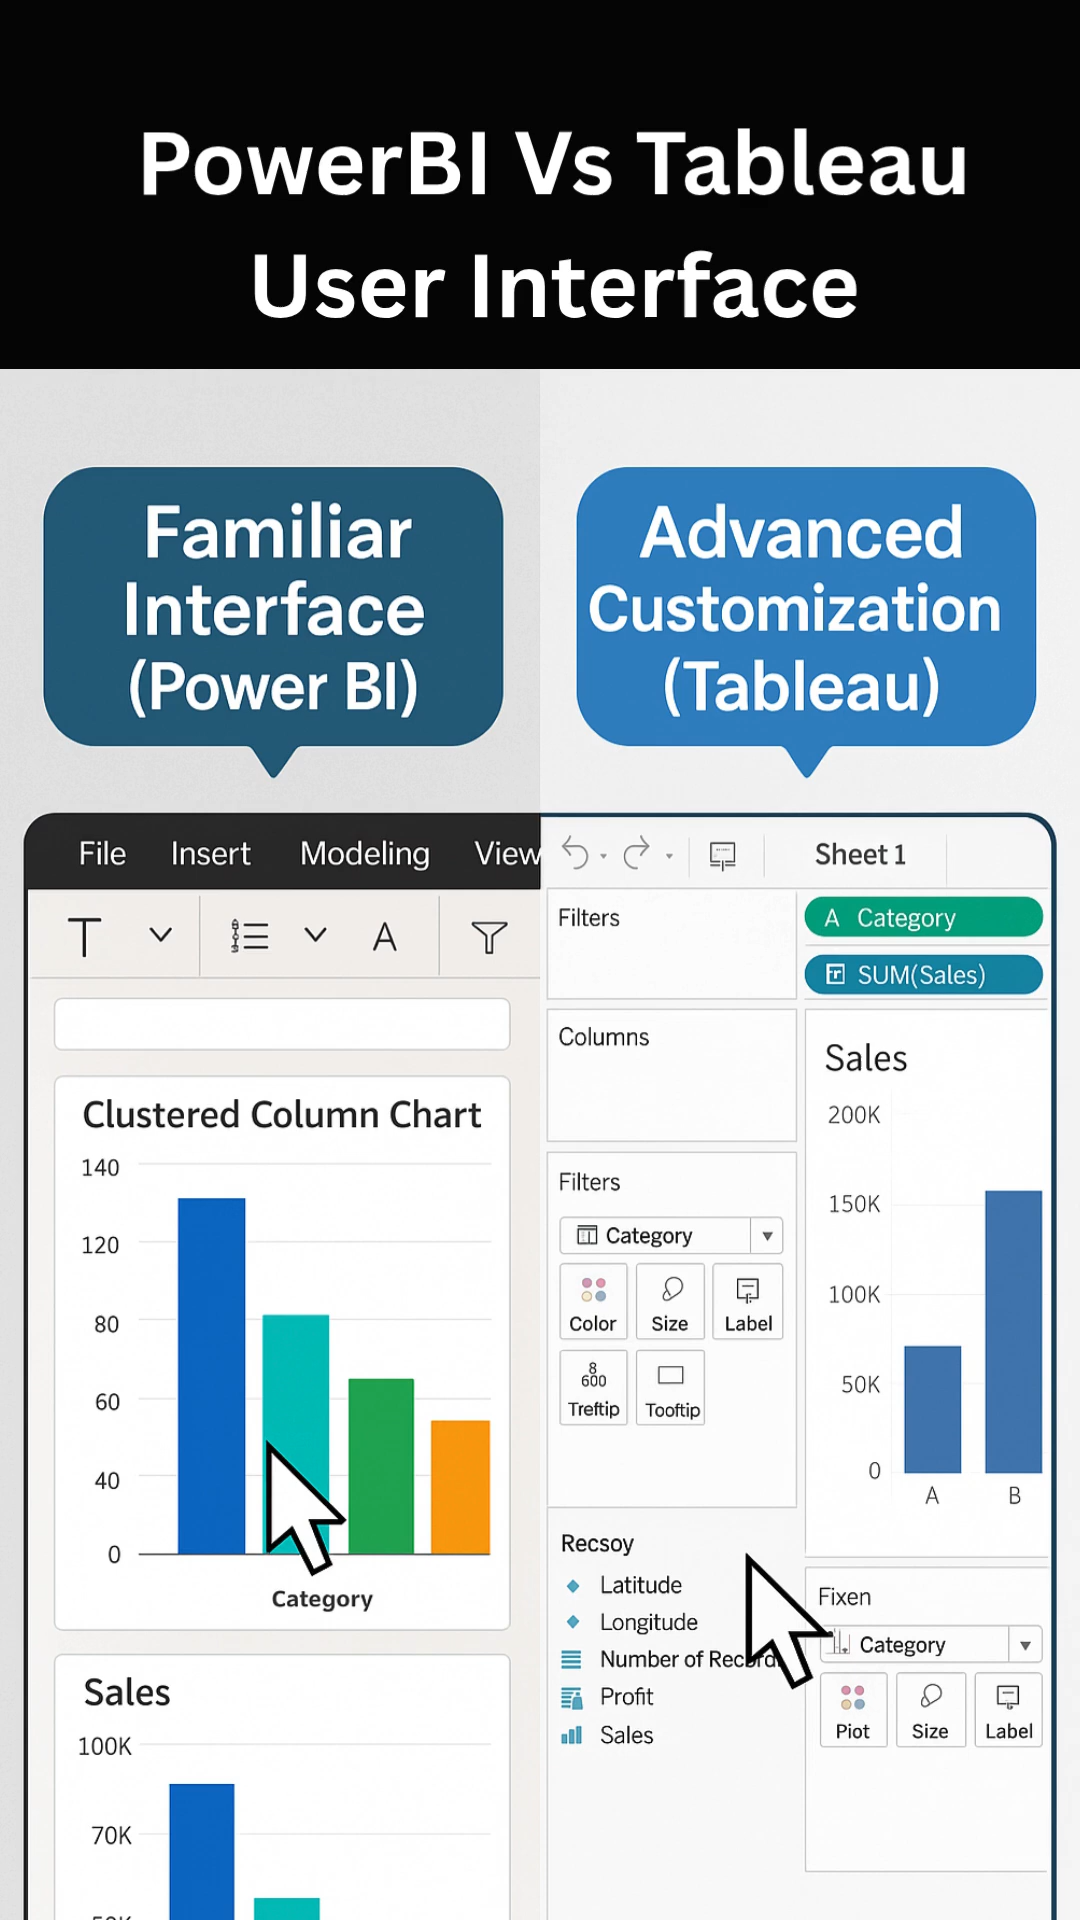 PowerBI Vs Tableau
User Interface
Familiar
Interface
(Power BI)
Advanced
Customization
(Tableau)
File Insert Modeling View
T A
Clustered Column Chart
140
120
80
60
40
0
Category
Sales
100K
70K
Sheet 1
Filters
A Category
SUM(Sales)
Columns
Filters
Category
Color Size Label
8
600
Treftip Tooftip
Sales
200K
150K
100K
50K
0
A B
Recsoy
Latitude
Longitude
Number of Record
Profit
Sales
Fixen
Category
Piot Size Label